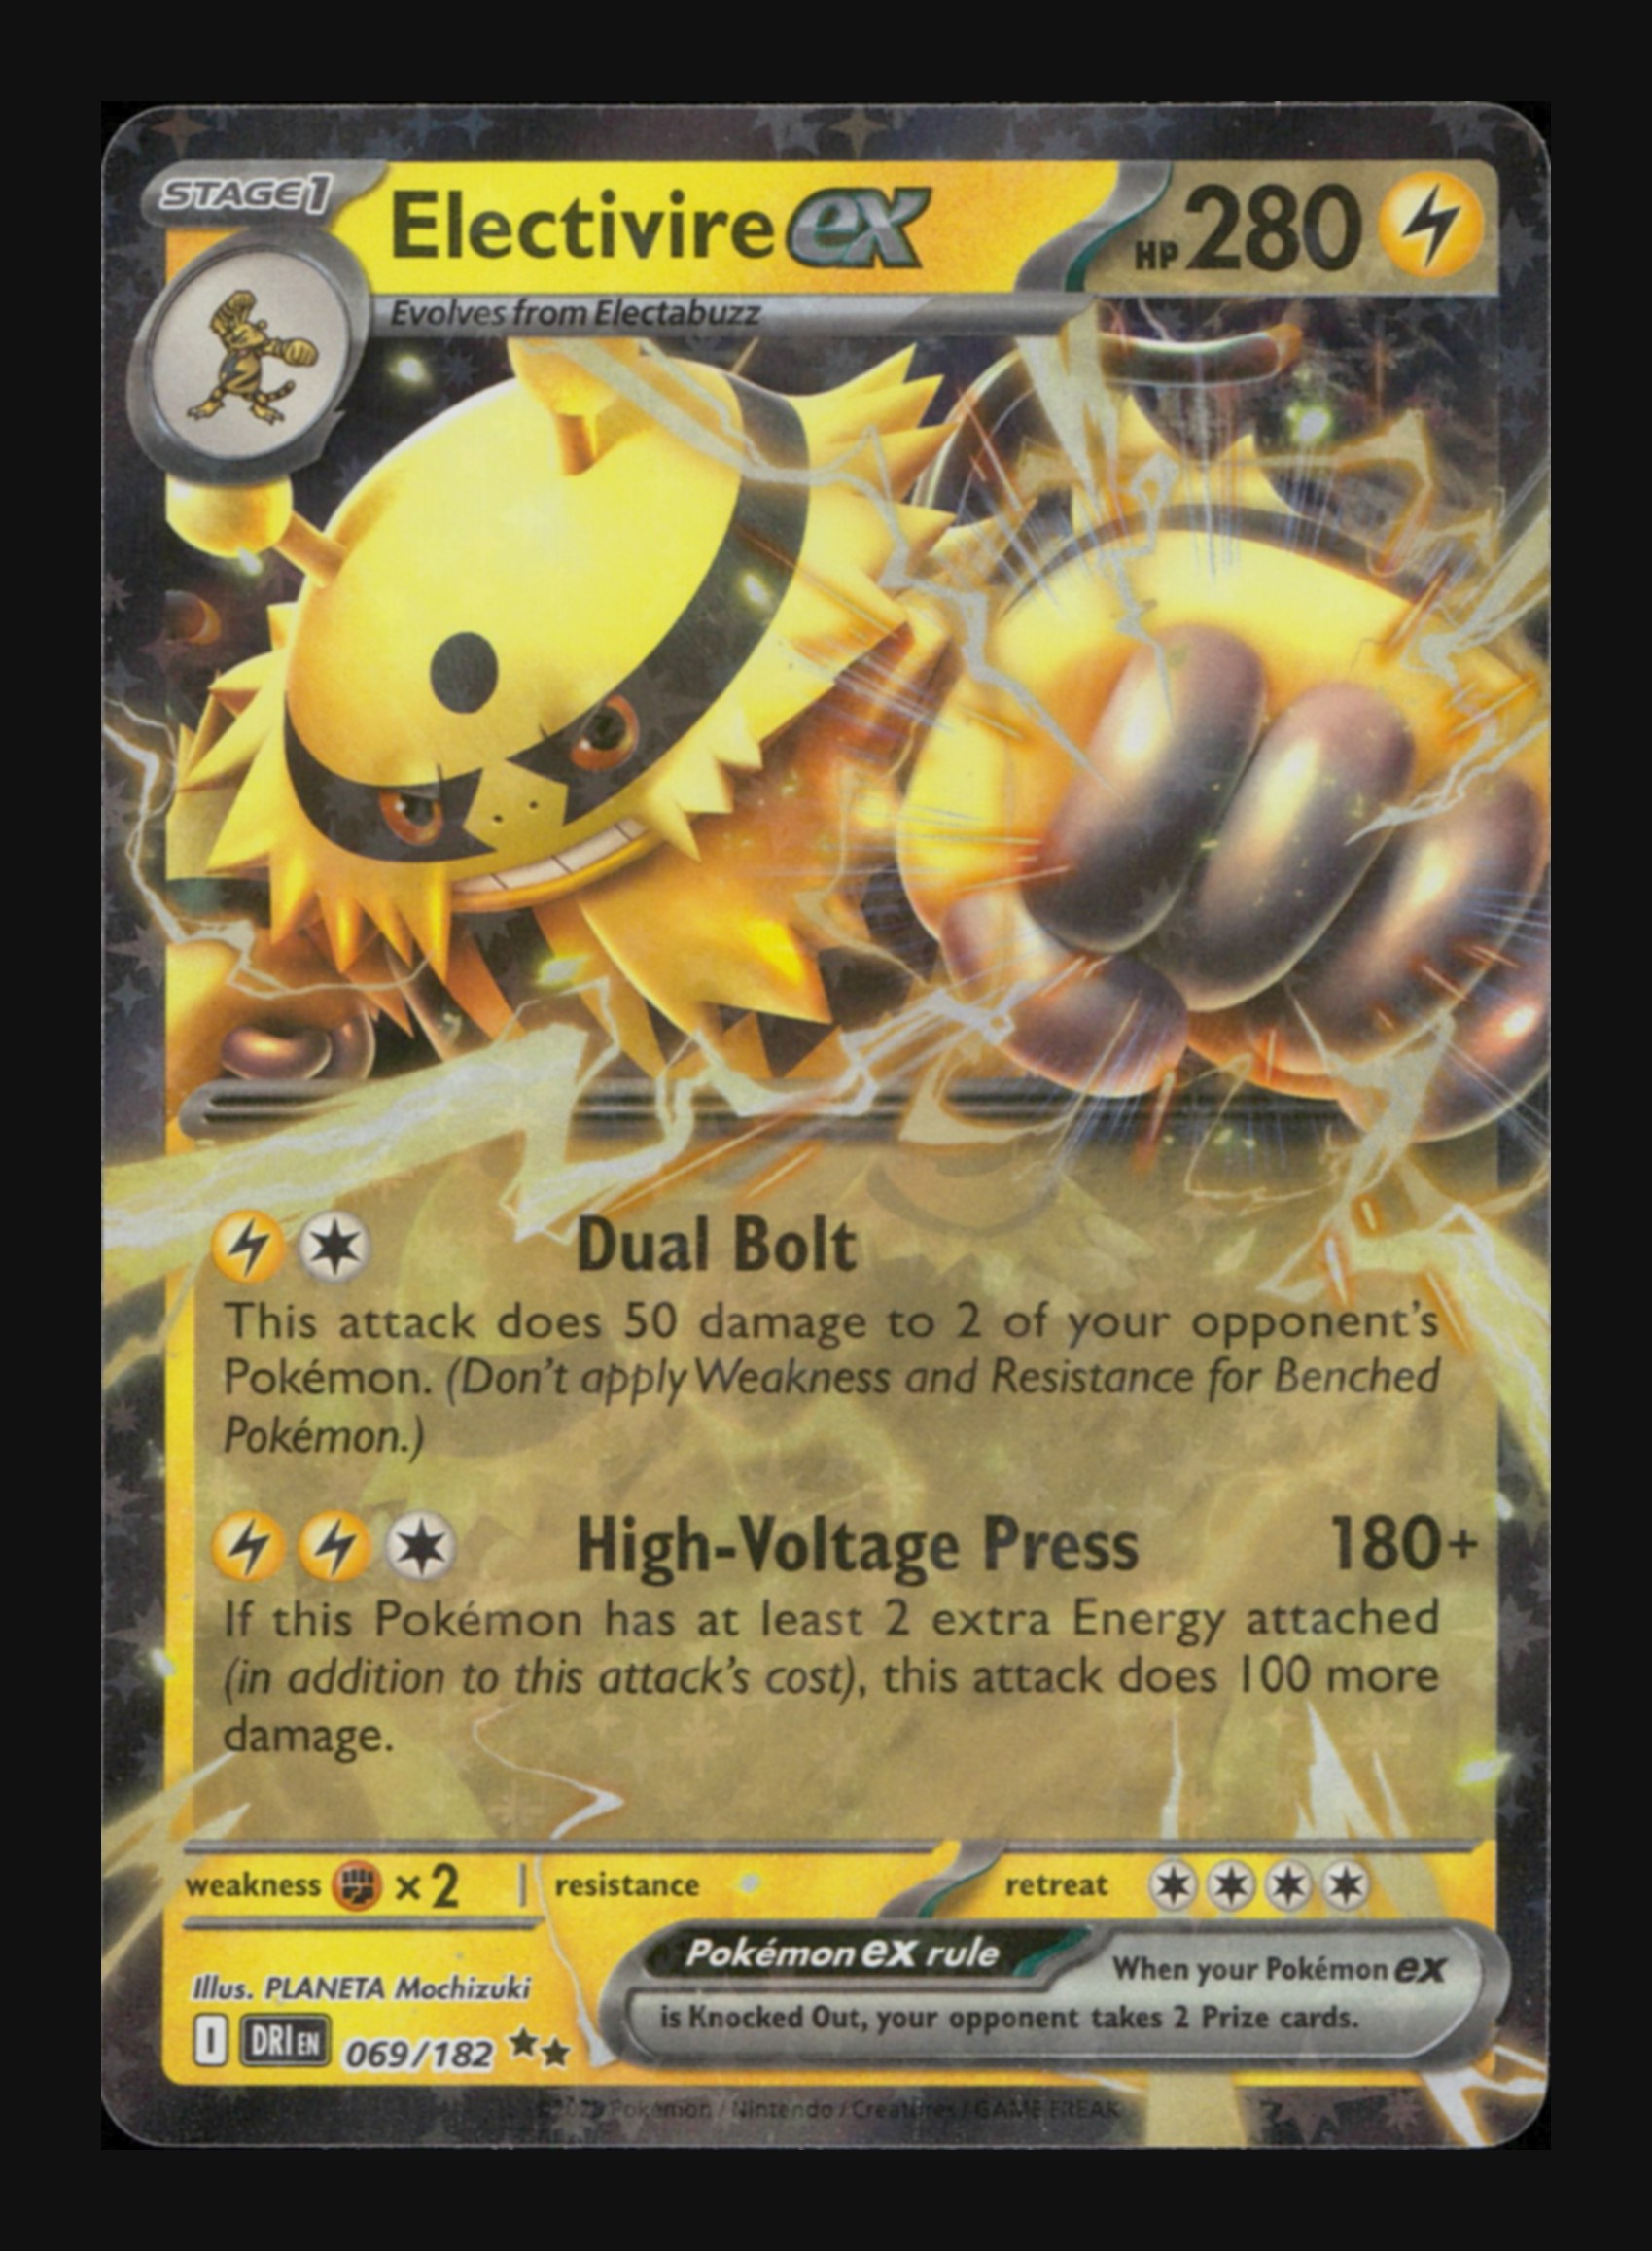 STAGE1
Electivire ex
HP 280
Evolves from Electabuzz
Dual Bolt
This attack does 50 damage to 2 of your opponent's
Pokémon. (Don't apply Weakness and Resistance for Benched
Pokémon.)
High-Voltage Press 180+
If this Pokémon has at least 2 extra Energy attached
(in addition to this attack's cost), this attack does 100 more
damage.
weakness ×2 resistance retreat
Pokémon ex rule When your Pokémon ex
is Knocked Out, your opponent takes 2 Prize cards.
Illus. PLANETA Mochizuki
I DRI EN 069/182
Pokémon / Nintendo / Creatures / GAME FREAK